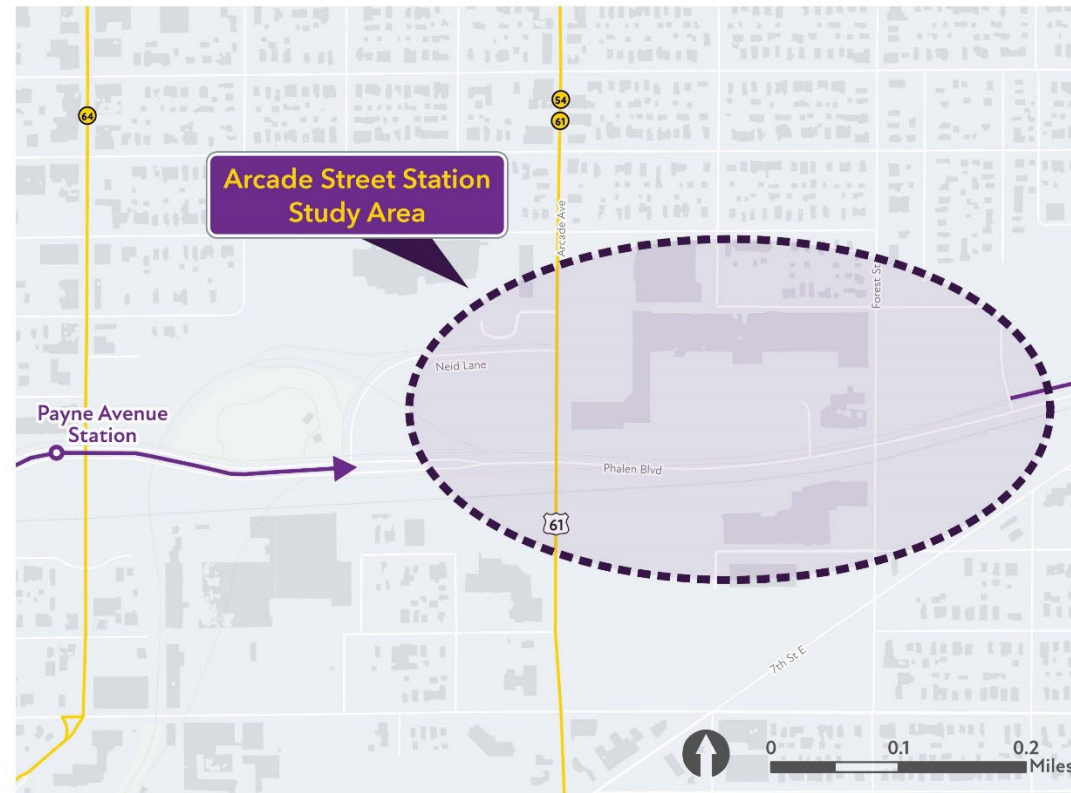 64
54
61
Arcade Street Station
Study Area
Arcade Ave
Forest St
Neid Lane
Payne Avenue
Station
Phalen Blvd
61
7th St E
0
0.1
0.2
Miles